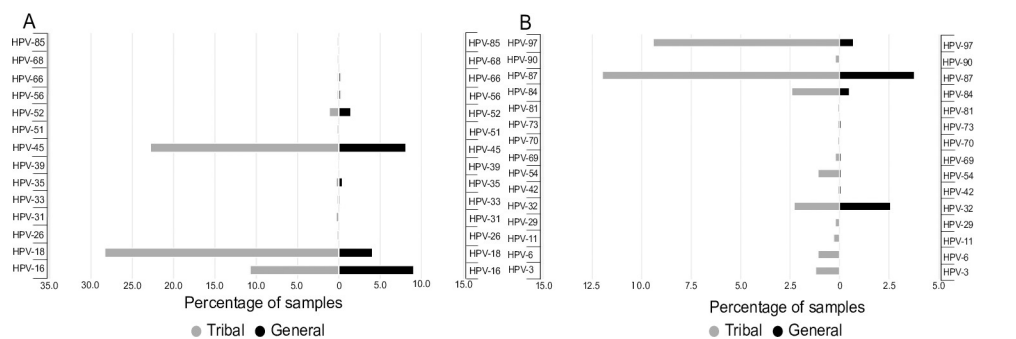 A
HPV-85
HPV-68
HPV-66
HPV-56
HPV-52
HPV-51
HPV-45
HPV-39
HPV-35
HPV-33
HPV-31
HPV-26
HPV-18
HPV-16
HPV-85
HPV-68
HPV-66
HPV-56
HPV-52
HPV-51
HPV-45
HPV-39
HPV-35
HPV-33
HPV-31
HPV-26
HPV-18
HPV-16
35.0 30.0 25.0 20.0 15.0 10.0 5.0 0 5.0 10.0 15.0
Percentage of samples
Tribal General
B
HPV-97
HPV-90
HPV-87
HPV-84
HPV-81
HPV-73
HPV-70
HPV-69
HPV-54
HPV-42
HPV-32
HPV-29
HPV-11
HPV-6
HPV-3
HPV-97
HPV-90
HPV-87
HPV-84
HPV-81
HPV-73
HPV-70
HPV-69
HPV-54
HPV-42
HPV-32
HPV-29
HPV-11
HPV-6
HPV-3
15.0 12.5 10.0 7.5 5.0 2.5 0 2.5 5.0
Percentage of samples
Tribal General